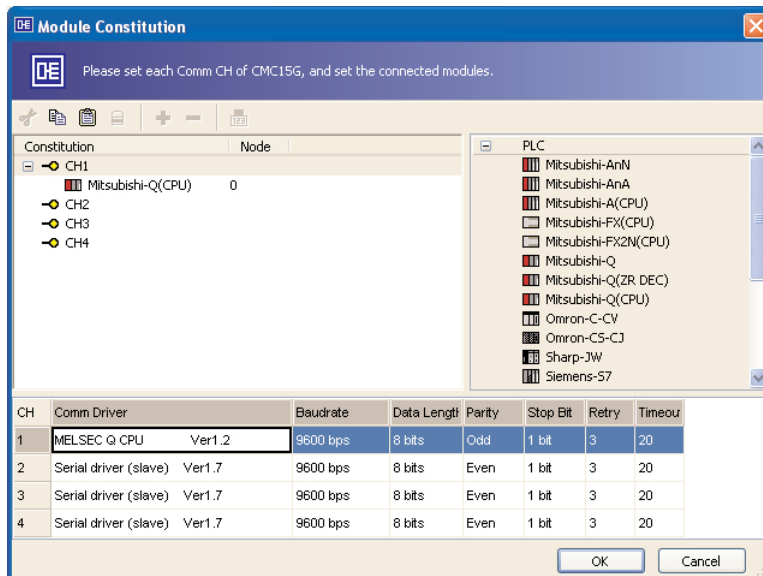 Module Constitution
Please set each Comm CH of CMC15G, and set the connected modules.
123
Constitution Node
CH1
Mitsubishi-Q(CPU) 0
CH2
CH3
CH4
PLC
Mitsubishi-AnN
Mitsubishi-AnA
Mitsubishi-A(CPU)
Mitsubishi-FX(CPU)
Mitsubishi-FX2N(CPU)
Mitsubishi-Q
Mitsubishi-Q(ZR DEC)
Mitsubishi-Q(CPU)
Omron-C-CV
Omron-CS-CJ
Sharp-JW
Siemens-S7
CH Comm Driver Baudrate Data Length Parity Stop Bit Retry Timeour
1 MELSEC Q CPU Ver1.2 9600 bps 8 bits Odd 1 bit 3 20
2 Serial driver (slave) Ver1.7 9600 bps 8 bits Even 1 bit 3 20
3 Serial driver (slave) Ver1.7 9600 bps 8 bits Even 1 bit 3 20
4 Serial driver (slave) Ver1.7 9600 bps 8 bits Even 1 bit 3 20
OK Cancel